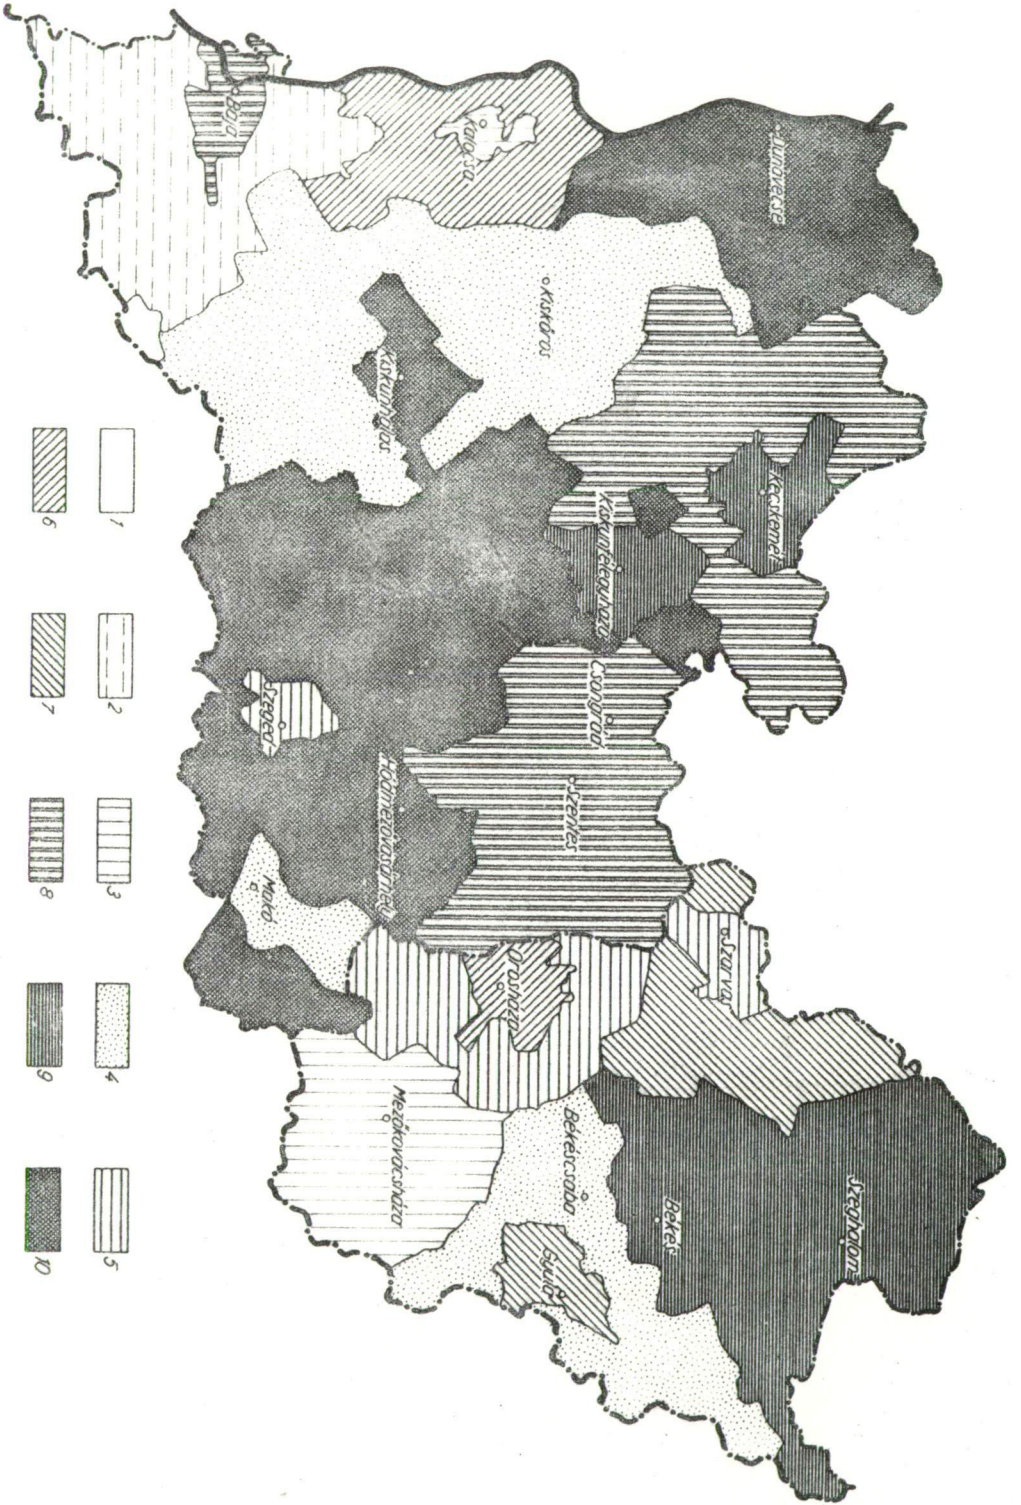 Dunavecse
Kalocsa
Baja
Kiskőrös
Kiskunhalas
Kecskemét
Kiskunfélegyháza
Csongrád
Szentes
Szeged
Hódmezővásárhely
Makó
Szarvas
Orosháza
Mezőkovácsháza
Békéscsaba
Gyula
Békés
Szeghalom
1
2
3
4
5
6
7
8
9
10